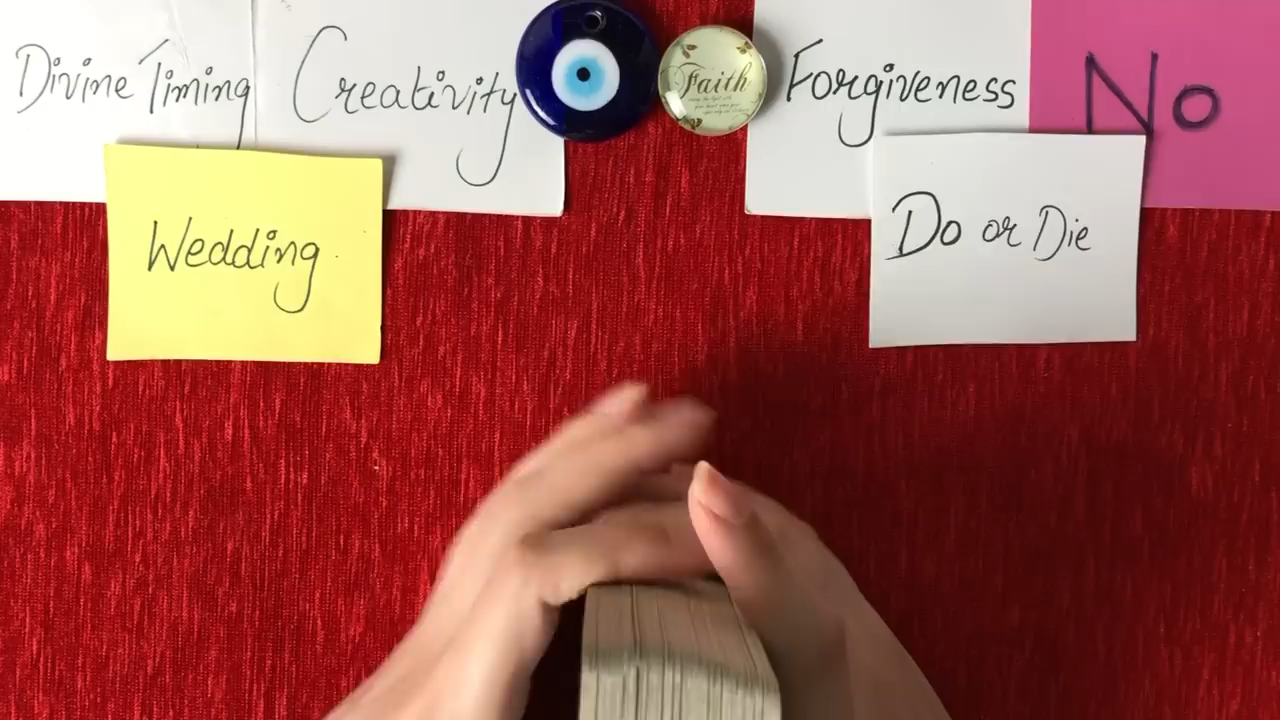 Divine Timing
Creativity
Faith
Forgiveness
No
Wedding
Do or Die